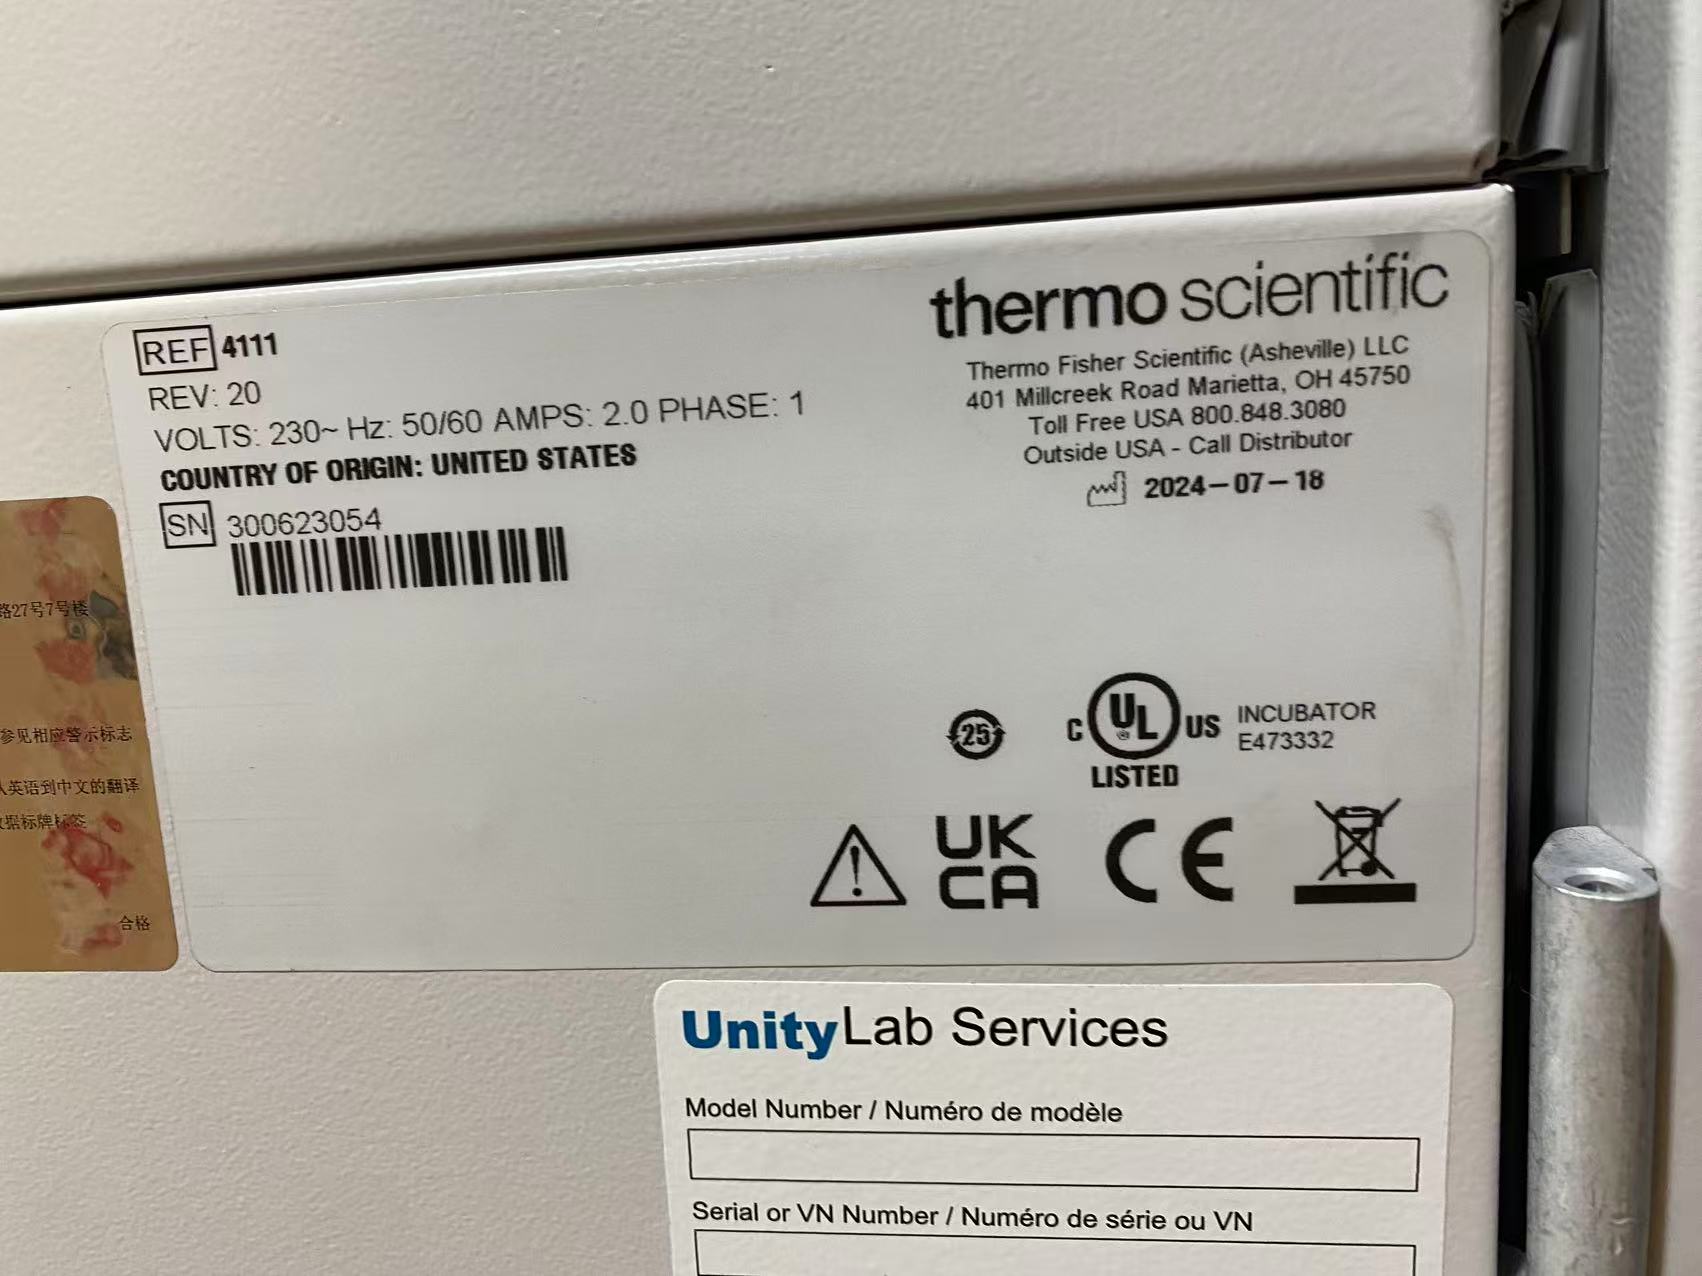 thermo scientific
REF 4111
REV: 20
VOLTS: 230~ Hz: 50/60 AMPS: 2.0 PHASE: 1
COUNTRY OF ORIGIN: UNITED STATES
SN 300623054
Thermo Fisher Scientific (Asheville) LLC
401 Millcreek Road Marietta, OH 45750
Toll Free USA 800.848.3080
Outside USA - Call Distributor
2024-07-18
25
C UL US
®
LISTED
INCUBATOR
E473332
UK
CA
CE
路27号7号楼
参见相应警示标志
从英语到中文的翻译
数据标牌标签
合格
Unity Lab Services
Model Number / Numéro de modèle
Serial or VN Number / Numéro de série ou VN